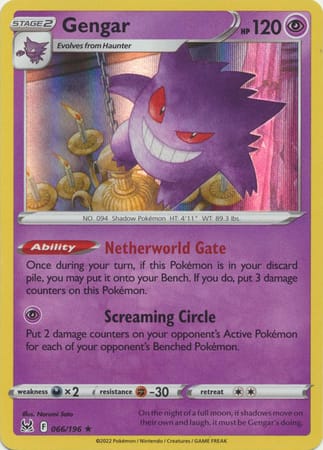 STAGE 2 Gengar HP 120
Evolves from Haunter
NO. 094 Shadow Pokémon HT: 4'11" WT: 89.3 lbs
Ability Netherworld Gate
Once during your turn, if this Pokémon is in your discard
pile, you may put it onto your Bench. If you do, put 3 damage
counters on this Pokémon.
Screaming Circle
Put 2 damage counters on your opponent's Active Pokémon
for each of your opponent's Benched Pokémon.
weakness ×2 resistance -30 retreat
Illus. Naromi Sato
On the night of a full moon, if shadows move on
their own and laugh, it must be Gengar's doing.
F 066/196 ★
©2022 Pokémon / Nintendo / Creatures / GAME FREAK